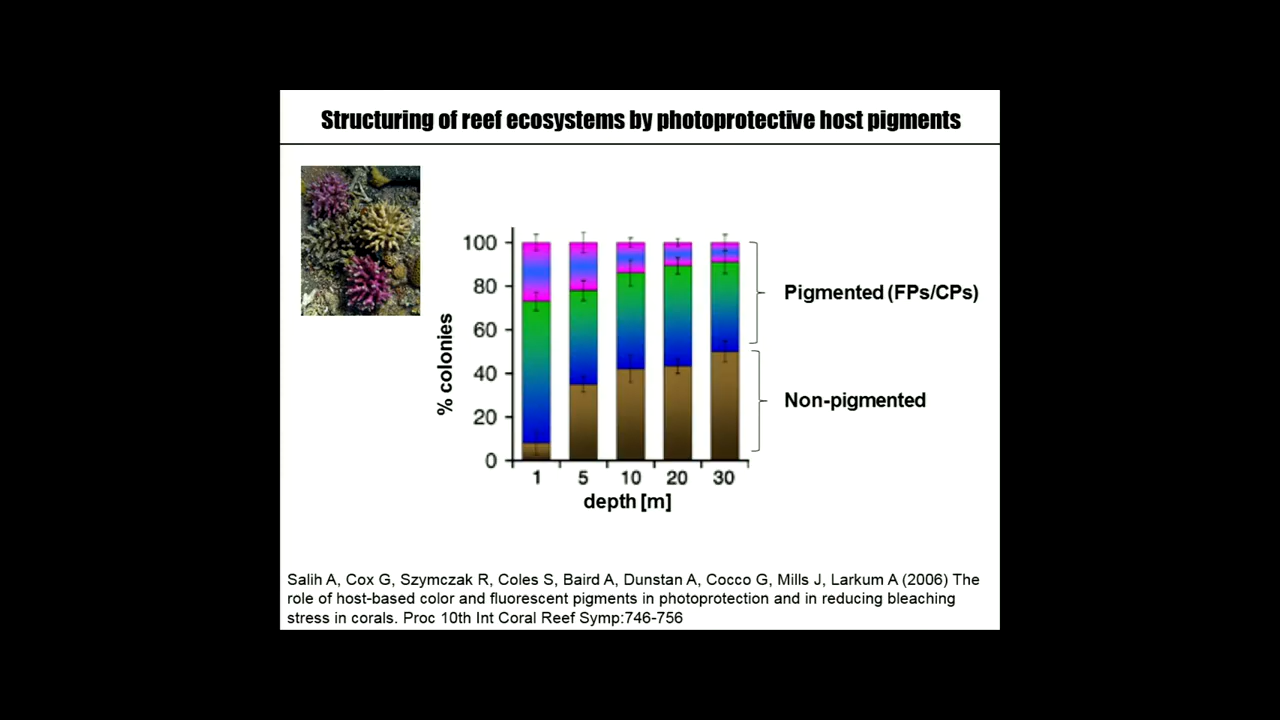 Structuring of reef ecosystems by photoprotective host pigments
100
80
60
40
20
0
% colonies
1 5 10 20 30
depth [m]
Pigmented (FPs/CPs)
Non-pigmented
Salih A, Cox G, Szymczak R, Coles S, Baird A, Dunstan A, Cocco G, Mills J, Larkum A (2006) The
role of host-based color and fluorescent pigments in photoprotection and in reducing bleaching
stress in corals. Proc 10th Int Coral Reef Symp:746-756